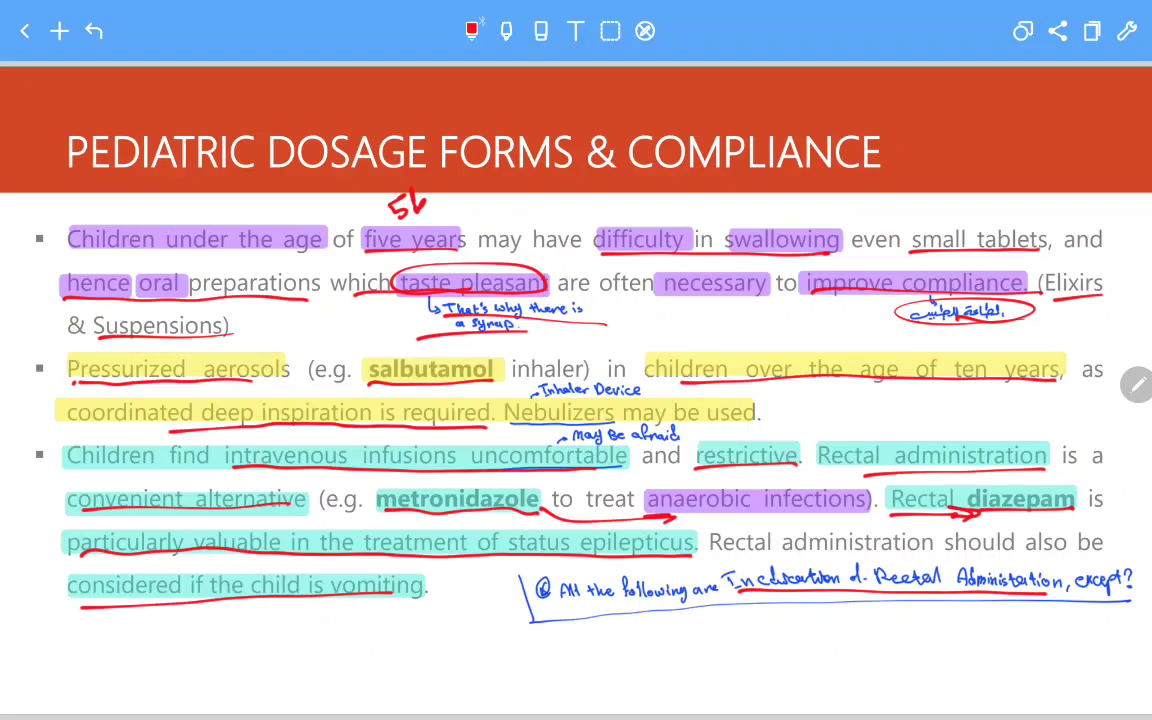 PEDIATRIC DOSAGE FORMS & COMPLIANCE
5
▪ Children under the age of five years may have difficulty in swallowing even small tablets, and
hence oral preparations which taste pleasant are often necessary to improve compliance. (Elixirs
That's why there is
a syrup.
& Suspensions)
▪ Pressurized aerosols (e.g. salbutamol inhaler) in children over the age of ten years, as
Inhaler Device
coordinated deep inspiration is required. Nebulizers may be used.
May Be afraid
▪ Children find intravenous infusions uncomfortable and restrictive. Rectal administration is a
convenient alternative (e.g. metronidazole to treat anaerobic infections). Rectal diazepam is
particularly valuable in the treatment of status epilepticus. Rectal administration should also be
considered if the child is vomiting.
All the following are Indication of Rectal Administration, except?